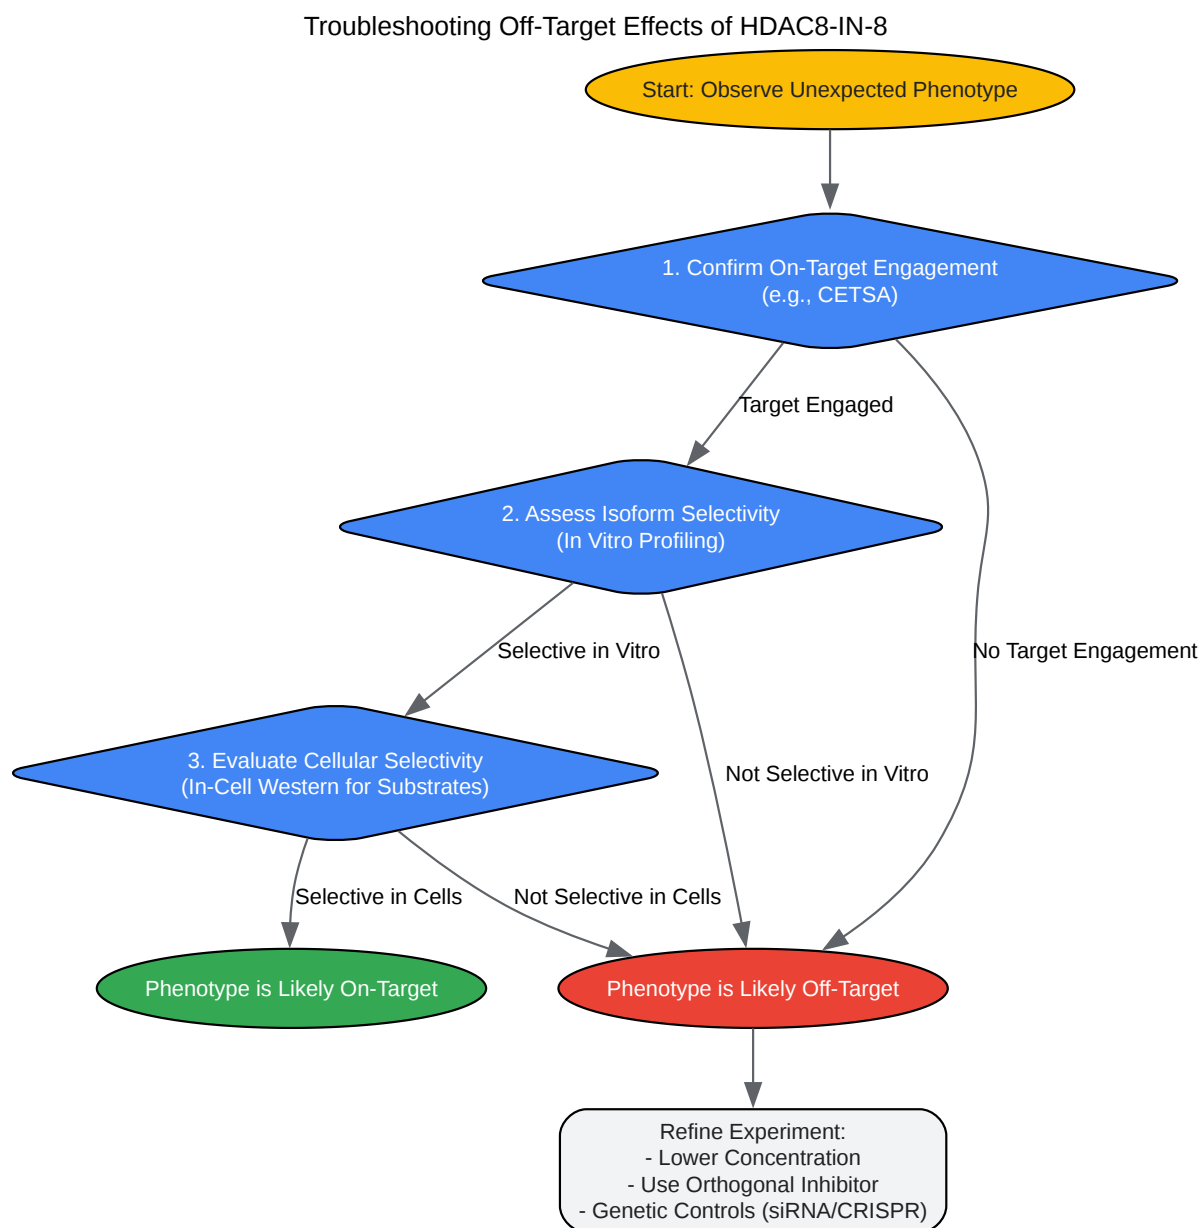 Troubleshooting Off-Target Effects of HDAC8-IN-8
Start: Observe Unexpected Phenotype
1. Confirm On-Target Engagement
(e.g., CETSA)
Target Engaged
2. Assess Isoform Selectivity
(In Vitro Profiling)
Selective in Vitro
No Target Engagement
3. Evaluate Cellular Selectivity
(In-Cell Western for Substrates)
Not Selective in Vitro
Selective in Cells
Not Selective in Cells
Phenotype is Likely On-Target
Phenotype is Likely Off-Target
Refine Experiment:
- Lower Concentration
- Use Orthogonal Inhibitor
- Genetic Controls (siRNA/CRISPR)